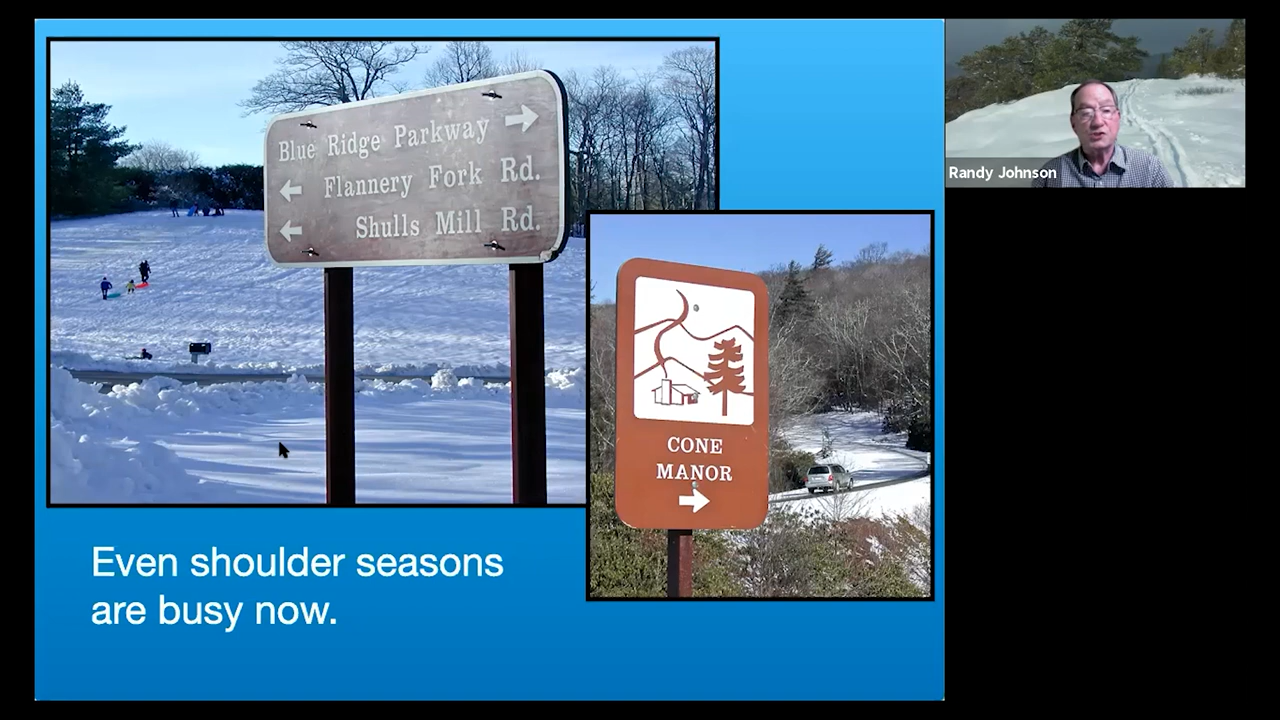 Blue Ridge Parkway
Flannery Fork Rd.
Shulls Mill Rd.
CONE
MANOR
Even shoulder seasons
are busy now.
Randy Johnson